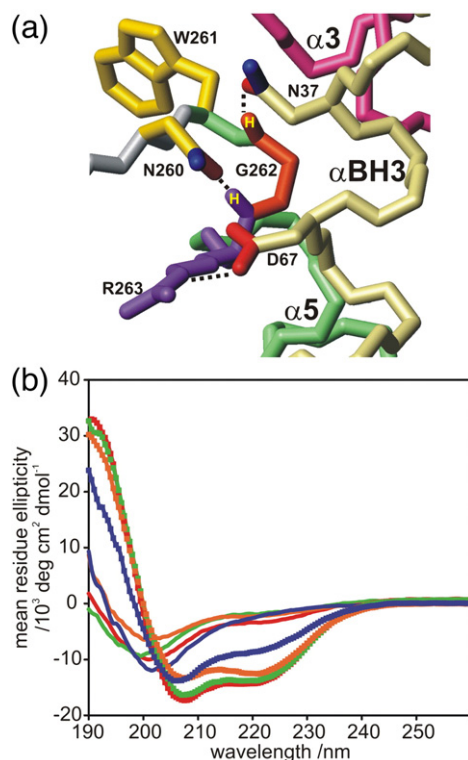 (a)
α3
W261
N37
H
N260
G262
αBH3
H
D67
R263
α5
(b)
40
30
20
10
0
-10
-20
mean residue ellipticity
/10³ deg cm² dmol⁻¹
190 200 210 220 230 240 250
wavelength /nm